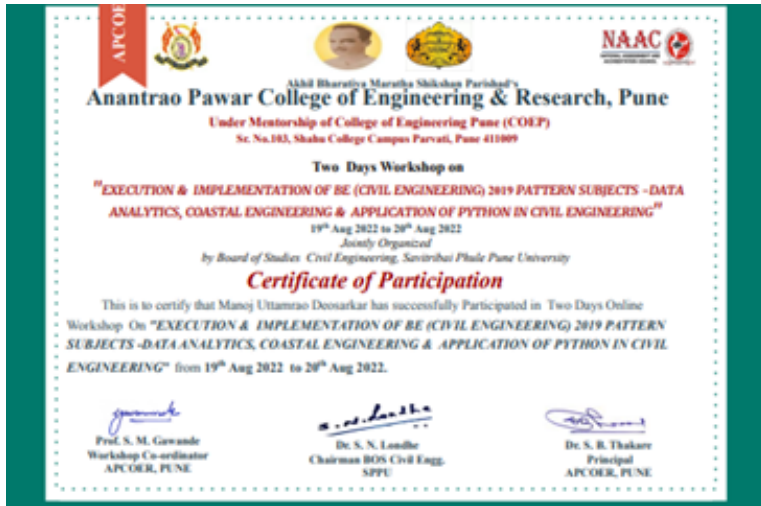 APCOE
NAAC
NATIONAL ASSESSMENT AND
ACCREDITATION COUNCIL
Akhil Bharatiya Maratha Shikshan Parishad's
Anantrao Pawar College of Engineering & Research, Pune
Under Mentorship of College of Engineering Pune (COEP)
Sr. No.103, Shahu College Campus Parvati, Pune 411009
Two Days Workshop on
"EXECUTION & IMPLEMENTATION OF BE (CIVIL ENGINEERING) 2019 PATTERN SUBJECTS -DATA
ANALYTICS, COASTAL ENGINEERING & APPLICATION OF PYTHON IN CIVIL ENGINEERING"
19th Aug 2022 to 20th Aug 2022
Jointly Organized
by Board of Studies Civil Engineering, Savitribai Phule Pune University
Certificate of Participation
This is to certify that Manoj Uttamrao Deosarkar has successfully Participated in Two Days Online
Workshop On "EXECUTION & IMPLEMENTATION OF BE (CIVIL ENGINEERING) 2019 PATTERN
SUBJECTS -DATA ANALYTICS, COASTAL ENGINEERING & APPLICATION OF PYTHON IN CIVIL
ENGINEERING" from 19th Aug 2022 to 20th Aug 2022.
Prof. S. M. Gawande
Workshop Co-ordinator
APCOER, PUNE
Dr. S. N. Londhe
Chairman BOS Civil Engg.
SPPU
Dr. S. B. Thakare
Principal
APCOER, PUNE